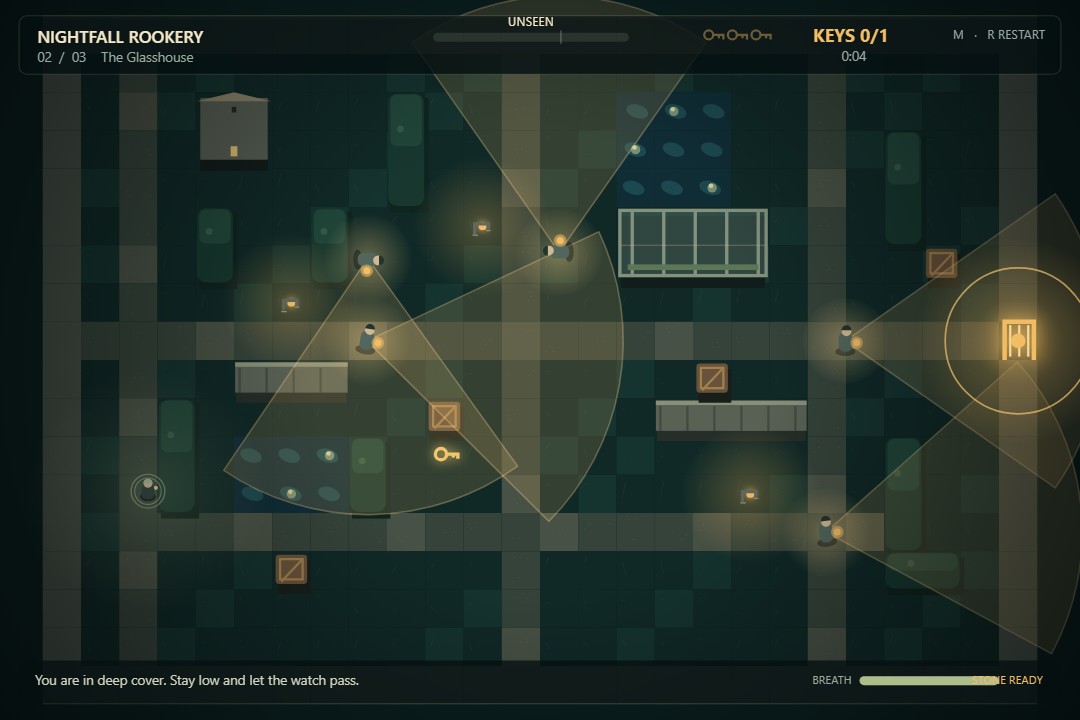 UNSEEN
NIGHTFALL ROOKERY
KEYS 0/1
M · R RESTART
02 / 03 The Glasshouse
0:04
You are in deep cover. Stay low and let the watch pass.
BREATH
STONE READY